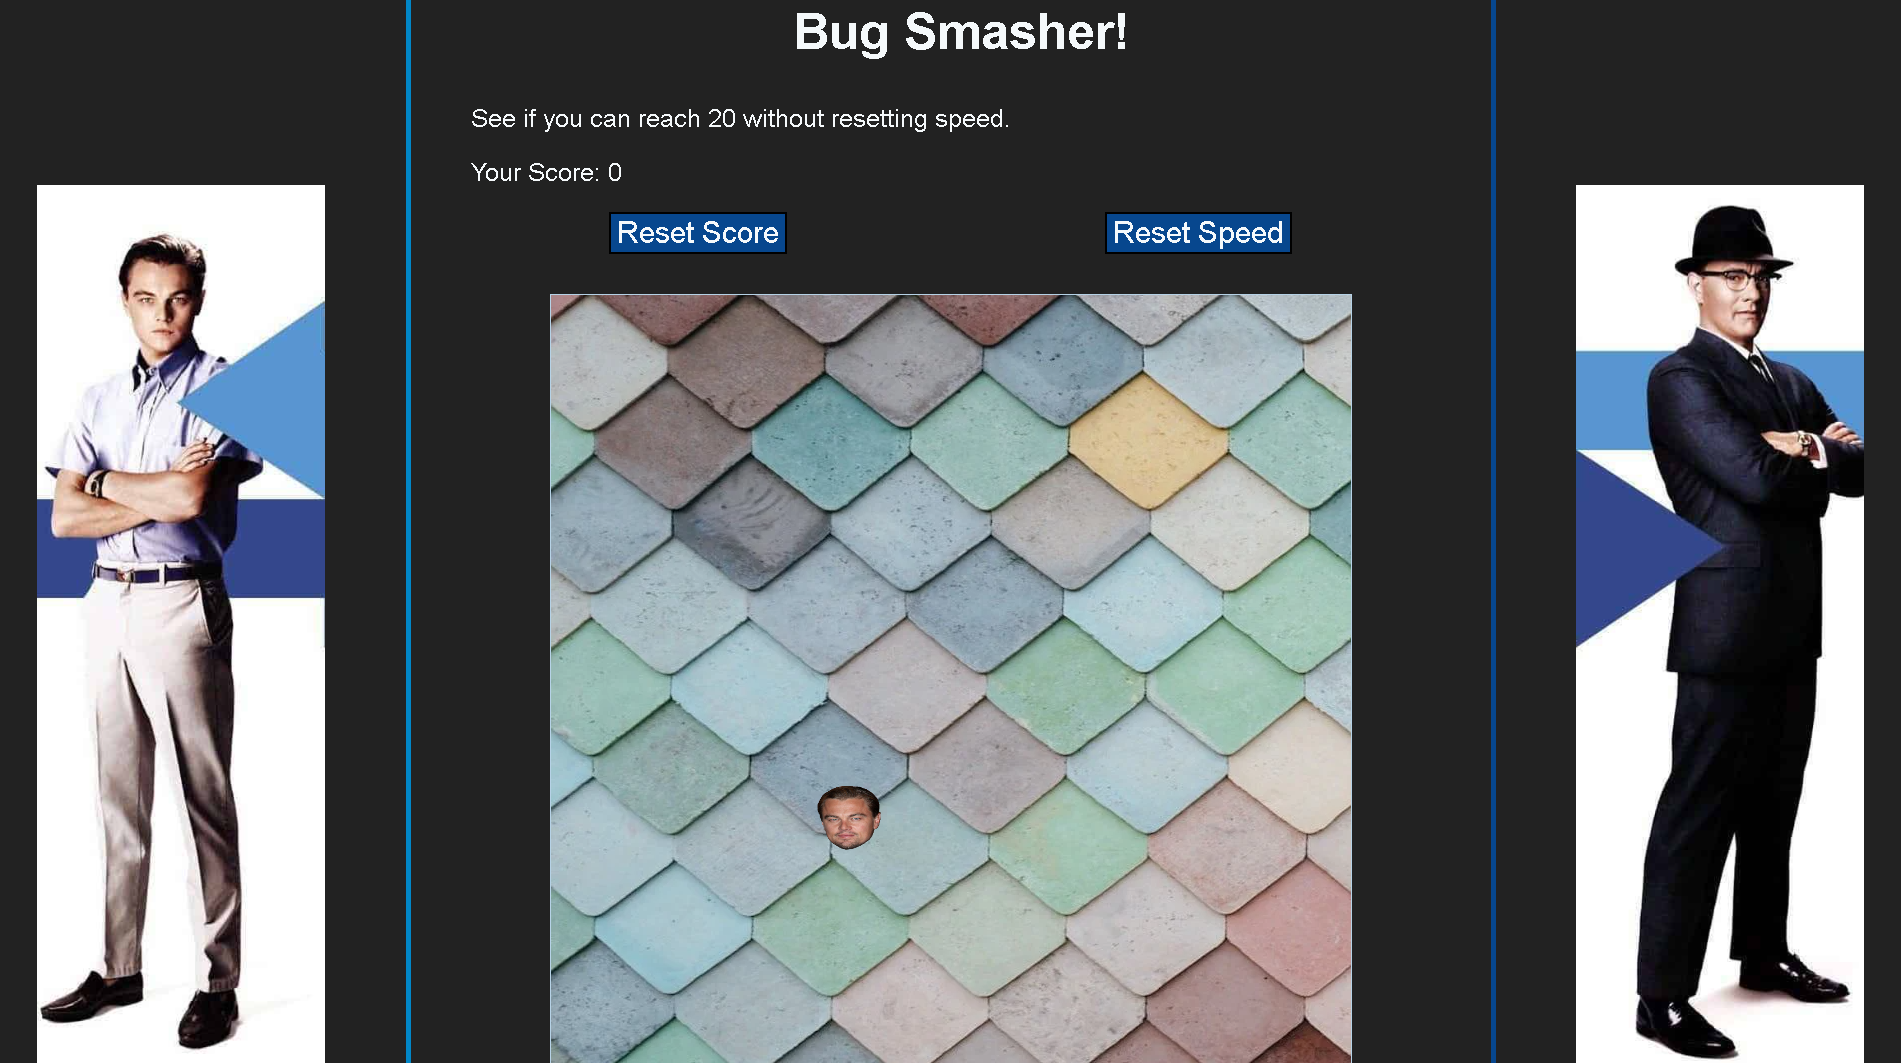 Bug Smasher!
See if you can reach 20 without resetting speed.
Your Score: 0
Reset Score
Reset Speed